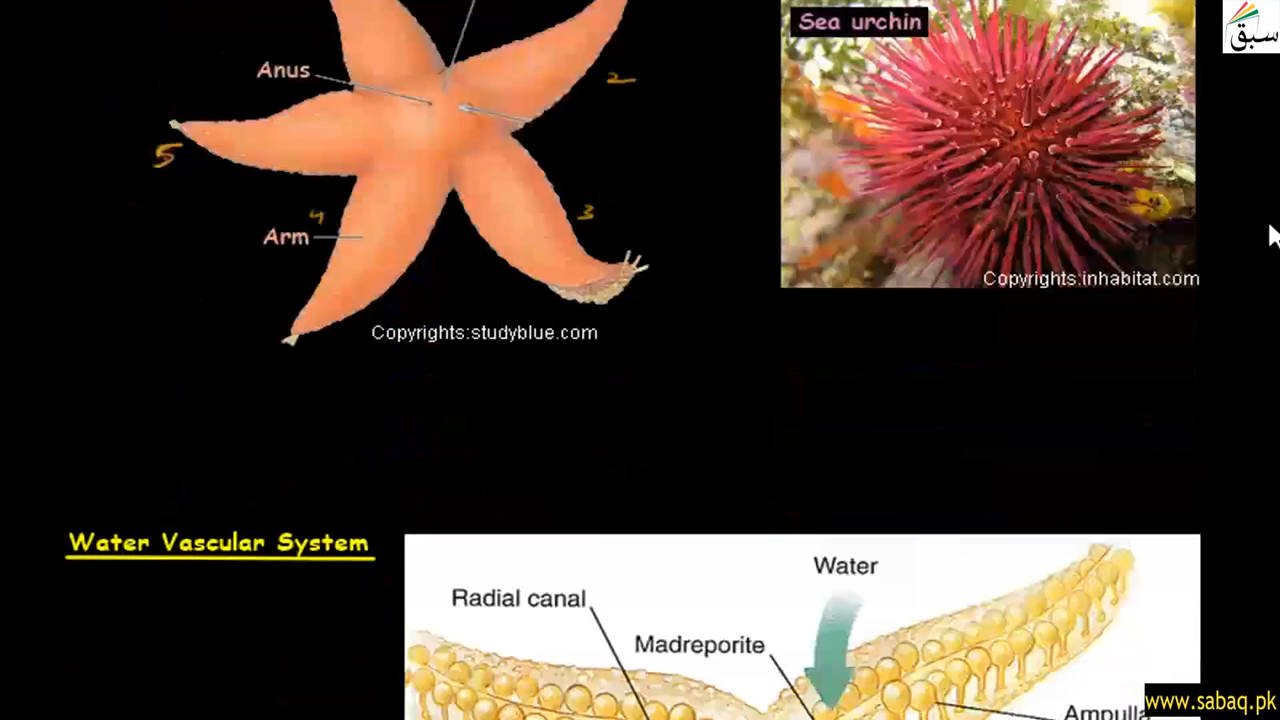 Sea urchin
سبق
Anus
2
5
4
3
Arm
Copyrights:inhabitat.com
Copyrights:studyblue.com
Water Vascular System
Water
Radial canal
Madreporite
Ampulla
www.sabaq.pk